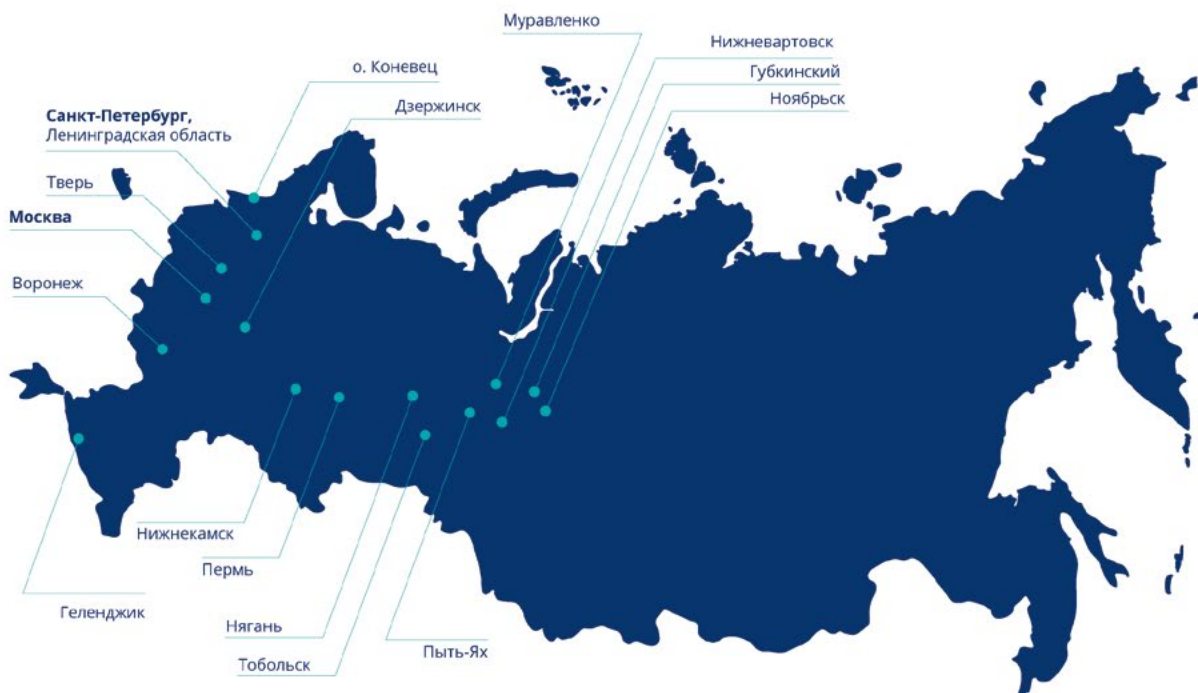 Муравленко
Нижневартовск
о. Коневец
Губкинский
Дзержинск
Ноябрьск
Санкт-Петербург,
Ленинградская область
Тверь
Москва
Воронеж
Нижнекамск
Пермь
Геленджик
Нягань
Пыть-Ях
Тобольск